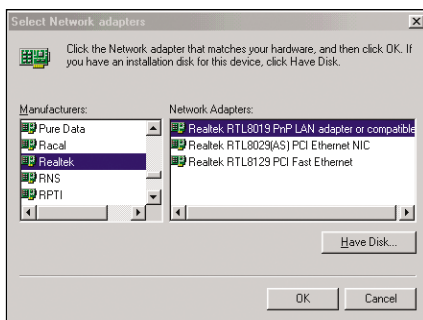 Select Network adapters
Click the Network adapter that matches your hardware, and then click OK. If
you have an installation disk for this device, click Have Disk.
Manufacturers:
Pure Data
Racal
Realtek
RNS
RPTI
Network Adapters:
Realtek RTL8019 PnP LAN adapter or compatible
Realtek RTL8029(AS) PCI Ethernet NIC
Realtek RTL8129 PCI Fast Ethernet
Have Disk...
OK
Cancel